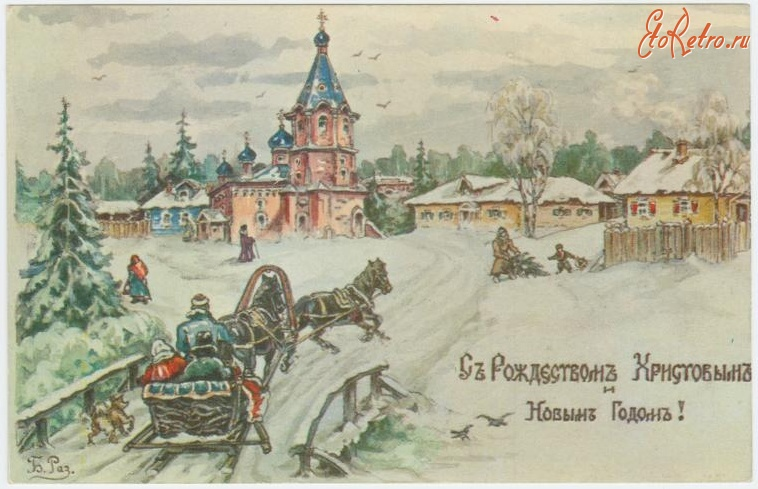 EtoRetro.ru
Съ Рождествомъ Христовымъ
и
Новымъ Годомъ!
Б. Раз.